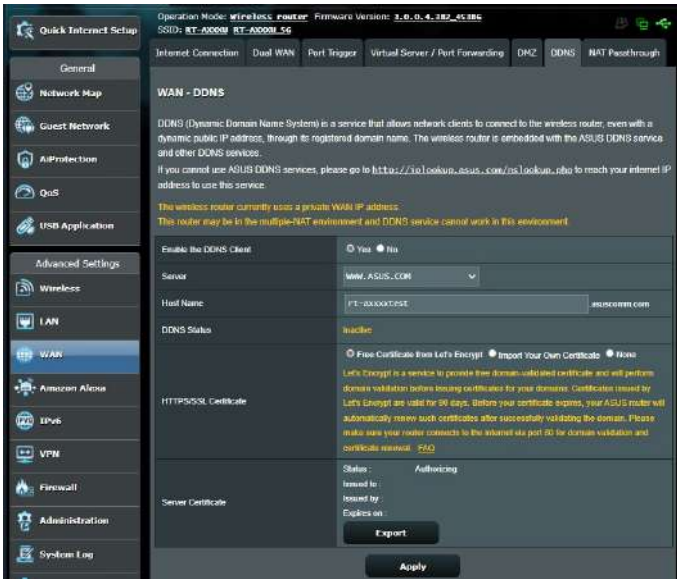 Quick Internet Setup
General
Network Map
Guest Network
AiProtection
QoS
USB Application
Advanced Settings
Wireless
LAN
WAN
Amazon Alexa
IPv6
VPN
Firewall
Administration
System Log
Operation Mode: Wireless router Firmware Version: 3.0.0.4.382_45386
SSID: RT-AXXXU RT-AXXXU_5G
Internet Connection Dual WAN Port Trigger Virtual Server / Port Forwarding DMZ DDNS NAT Passthrough
WAN - DDNS
DDNS (Dynamic Domain Name System) is a service that allows network clients to connect to the wireless router, even with a
dynamic public IP address, through its registered domain name. The wireless router is embedded with the ASUS DDNS service
and other DDNS services.
If you cannot use ASUS DDNS services, please go to http://iplookup.asus.com/nslookup.php to reach your internet IP
address to use this service.
The wireless router currently uses a private WAN IP address.
This router may be in the multiple-NAT environment and DDNS service cannot work in this environment.
Enable the DDNS Client Yes No
Server WWW.ASUS.COM
Host Name rt-axxxxtest .asuscomm.com
DDNS Status Inactive
HTTPS/SSL Certificate
Free Certificate from Let's Encrypt Import Your Own Certificate None
Let's Encrypt is a service to provide free domain-validated certificate and will perform
domain validation before issuing certificates for your domains. Certificates issued by
Let's Encrypt are valid for 90 days. Before your certificate expires, your ASUS router will
automatically renew such certificates after successfully validating the domain. Please
make sure your router connects to the internet via port 80 for domain validation and
certificate renewal. FAQ
Server Certificate
Status : Authorizing
Issued to :
Issued by :
Expires on :
Export
Apply